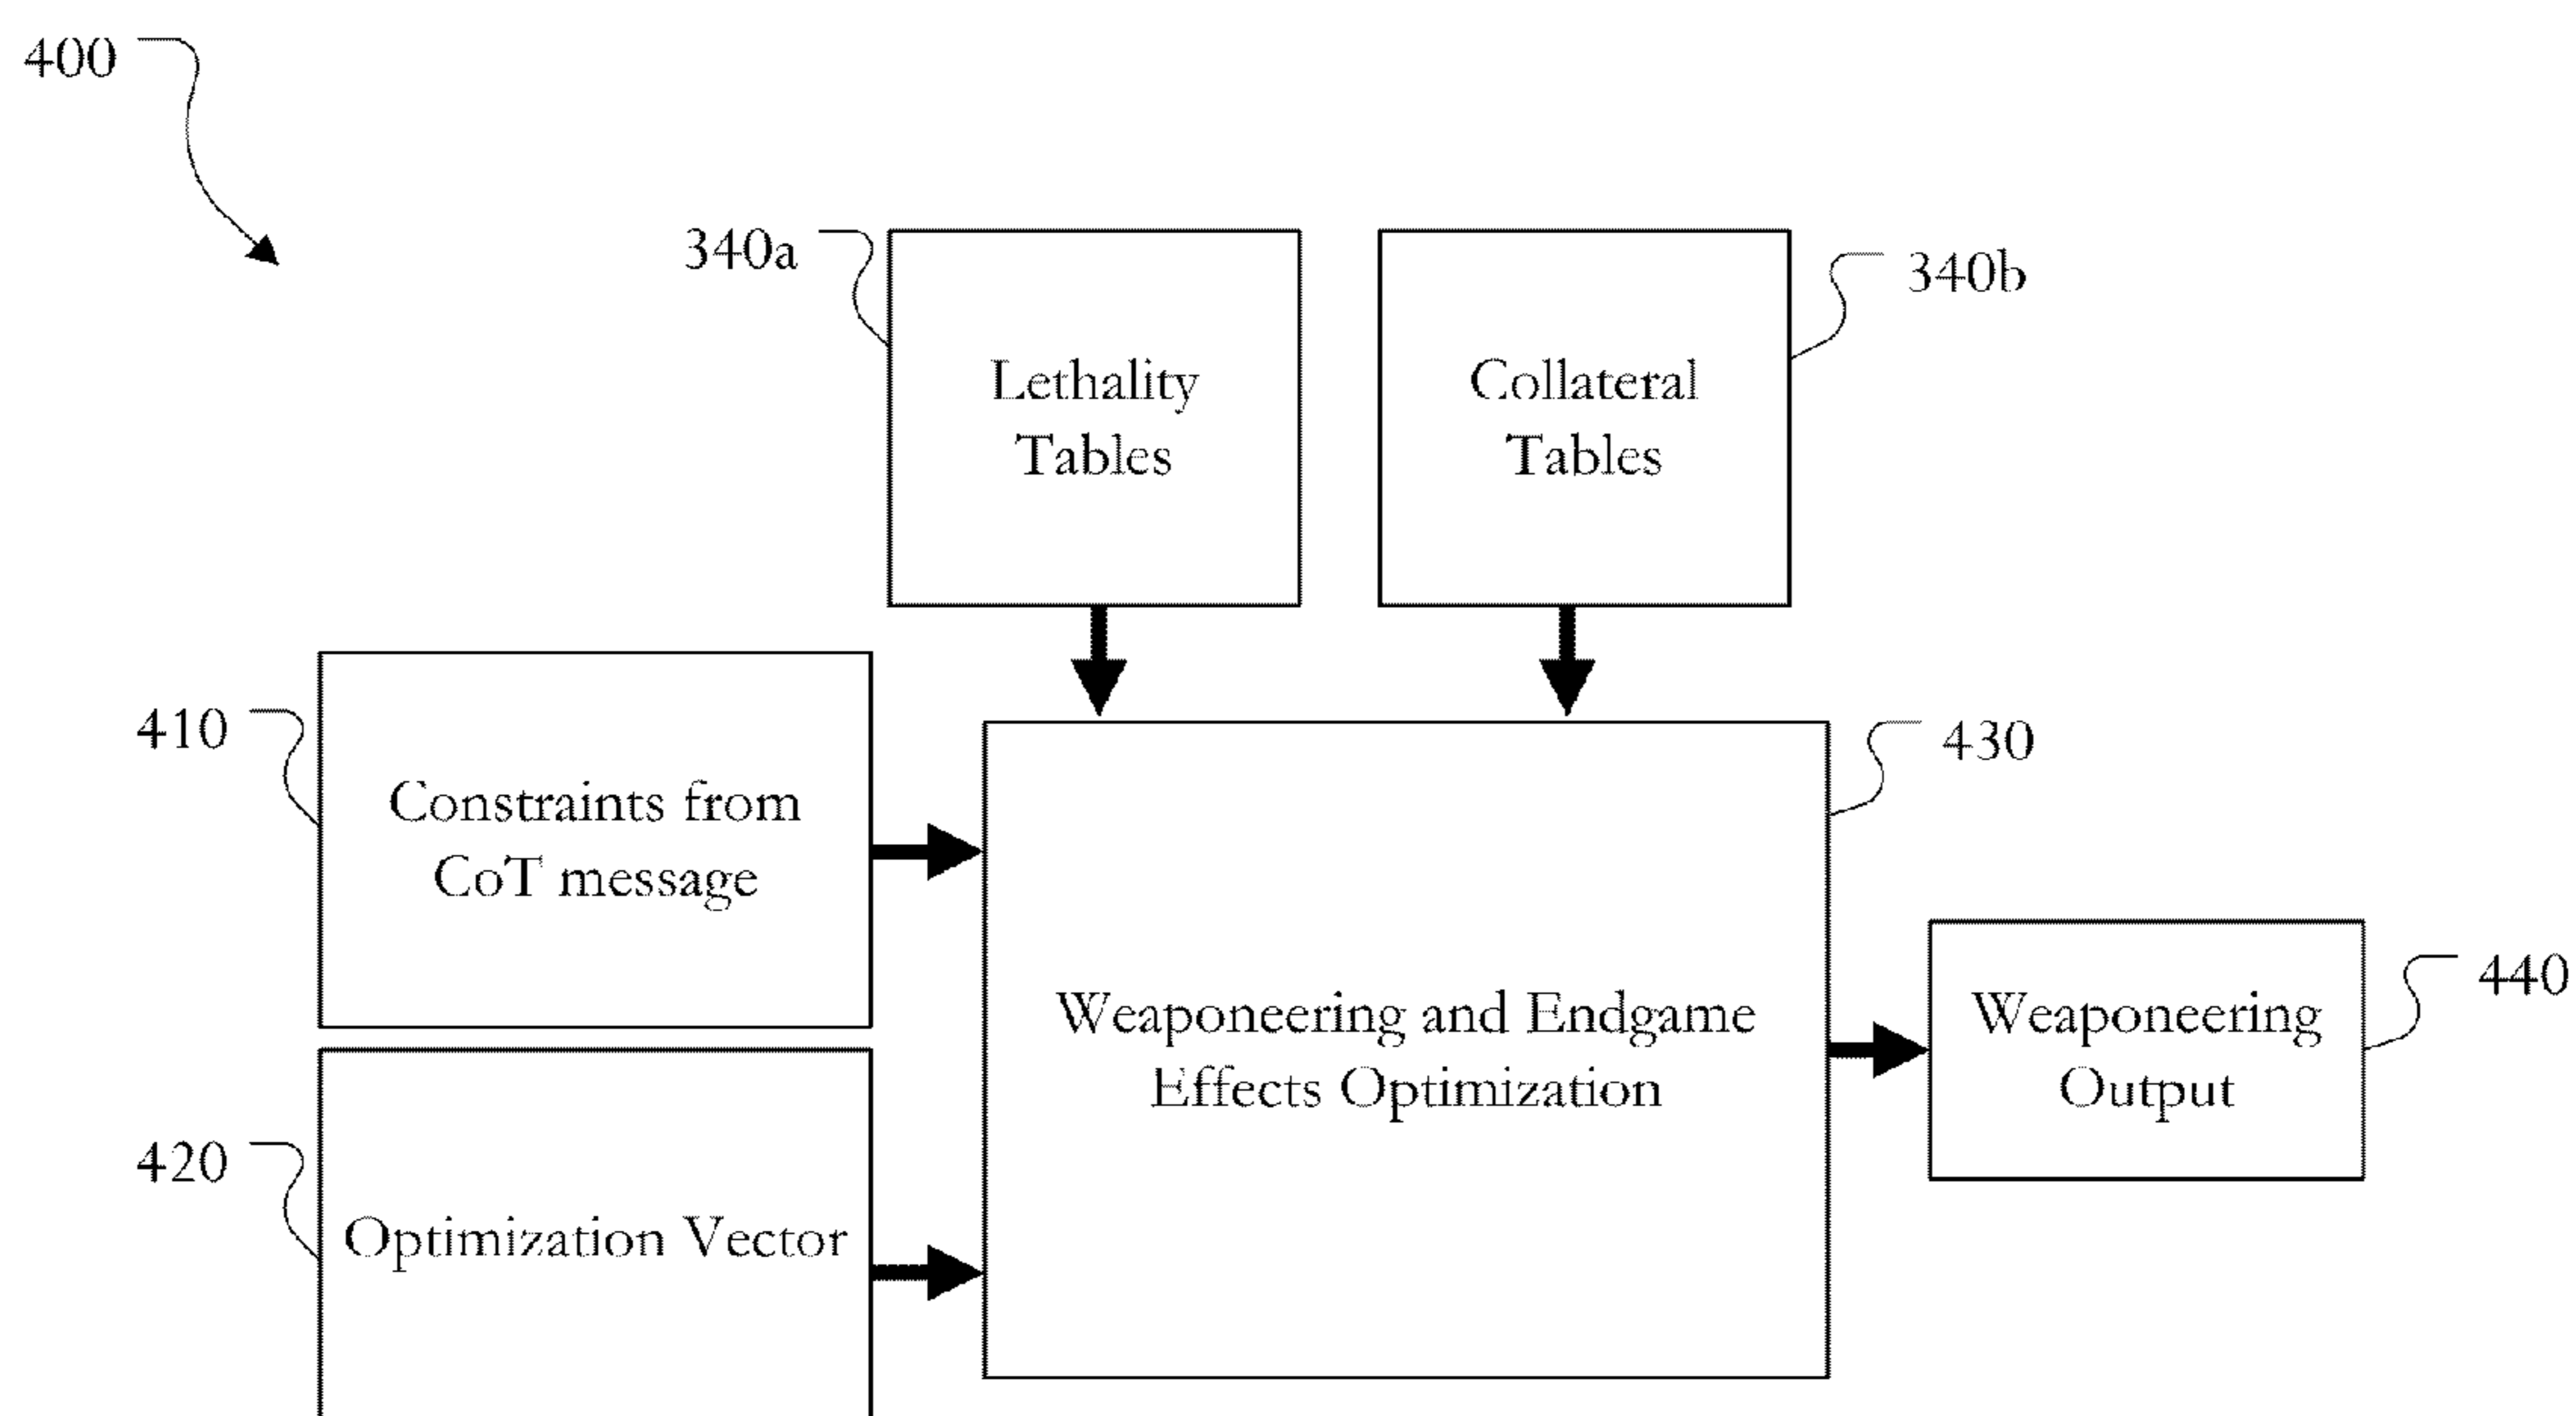 400
340a
340b
Lethality
Tables
Collateral
Tables
410
Constraints from
CoT message
430
Weaponeering and Endgame
Effects Optimization
440
Weaponeering
Output
420
Optimization Vector